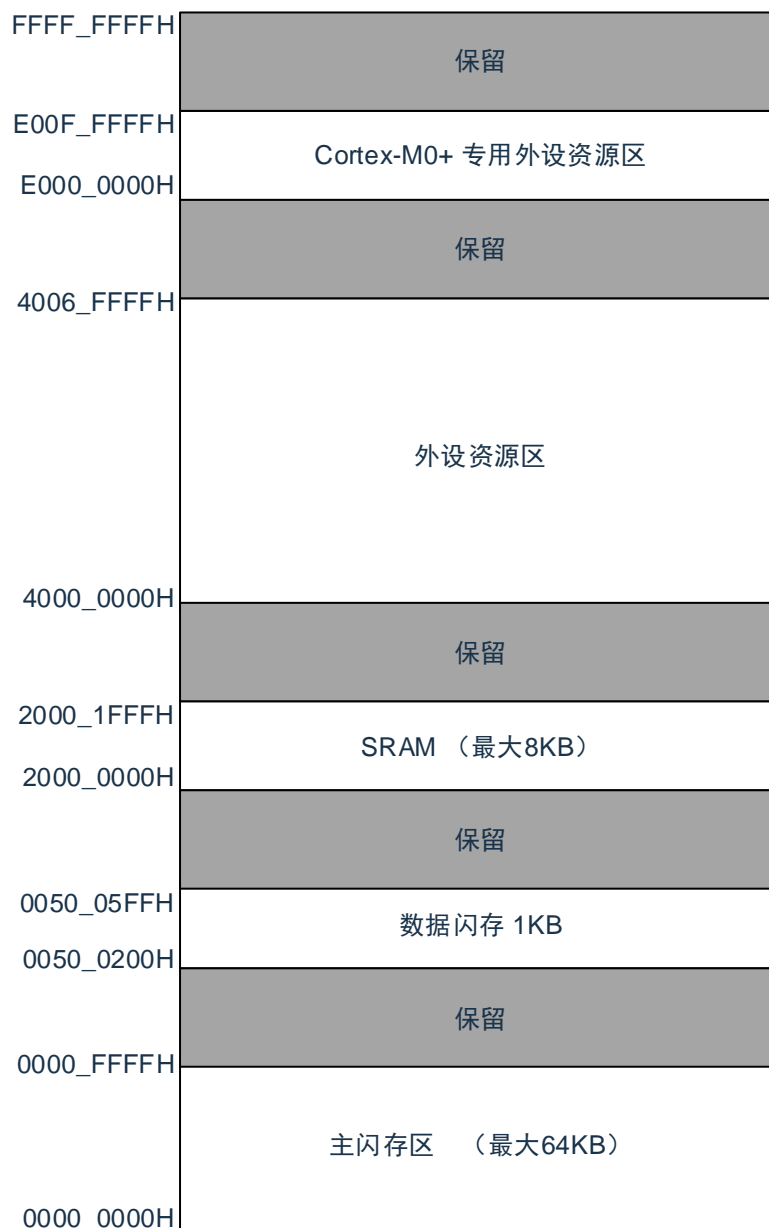 FFFF_FFFFH
保留
E00F_FFFFH
Cortex-M0+ 专用外设资源区
E000_0000H
保留
4006_FFFFH
外设资源区
4000_0000H
保留
2000_1FFFH
SRAM （最大8KB）
2000_0000H
保留
0050_05FFH
数据闪存 1KB
0050_0200H
保留
0000_FFFFH
主闪存区 （最大64KB）
0000_0000H